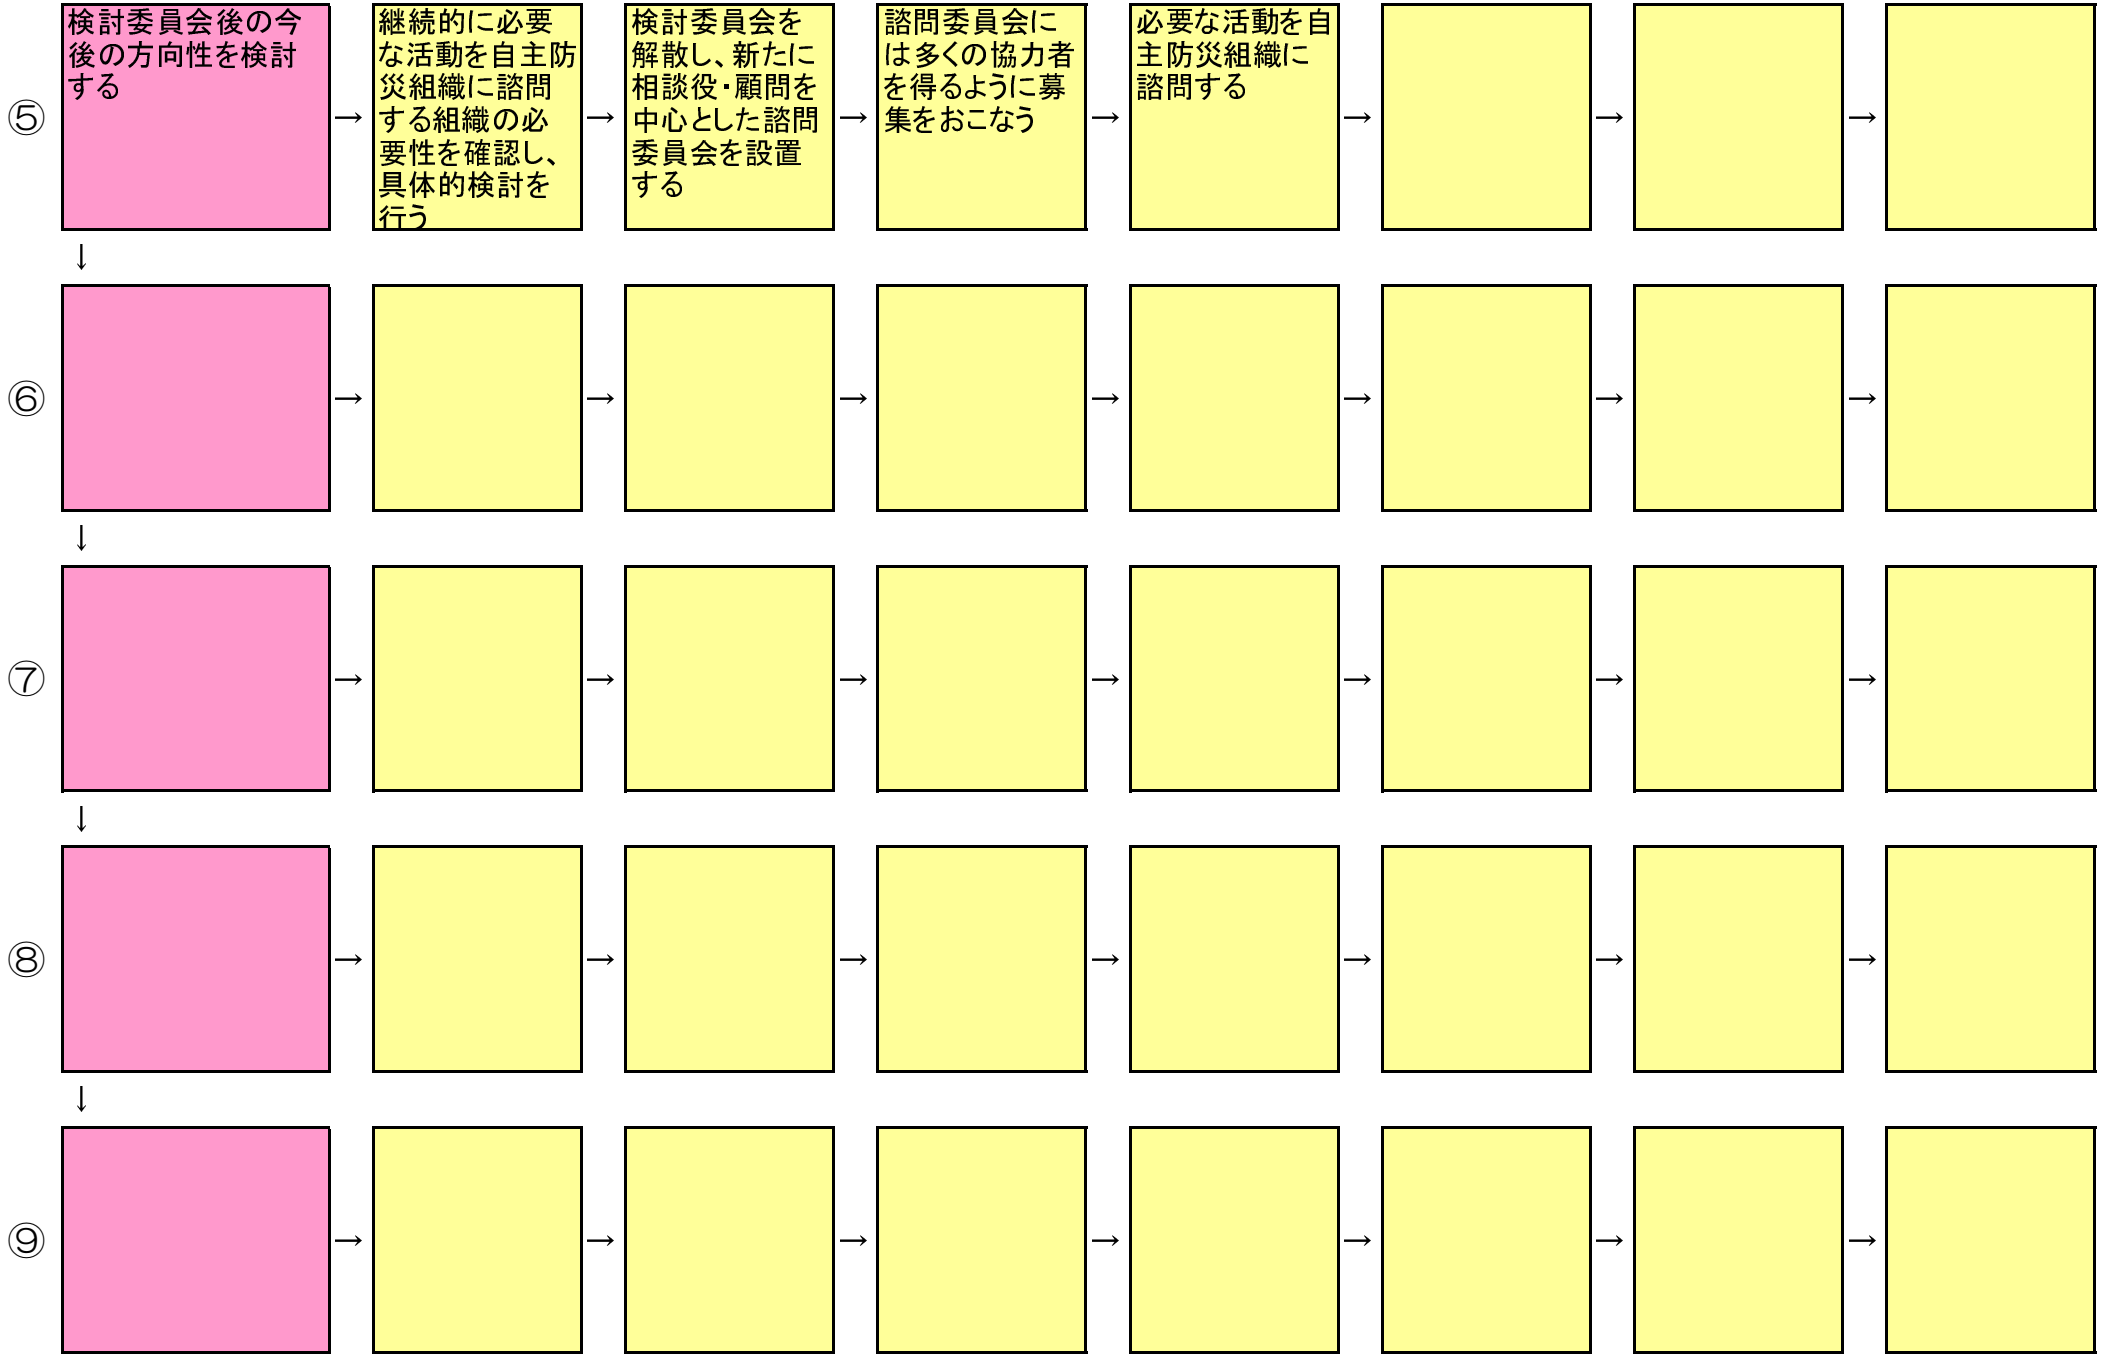 ⑤
検討委員会後の今
後の方向性を検討
する
→
継続的に必要
な活動を自主防
災組織に諮問
する組織の必
要性を確認し、
具体的検討を
行う
→
検討委員会を
解散し、新たに
相談役・顧問を
中心とした諮問
委員会を設置
する
→
諮問委員会に
は多くの協力者
を得るように募
集をおこなう
→
必要な活動を自
主防災組織に
諮問する
→
→
→
↓
⑥
→
→
→
→
→
→
→
↓
⑦
→
→
→
→
→
→
→
↓
⑧
→
→
→
→
→
→
→
↓
⑨
→
→
→
→
→
→
→